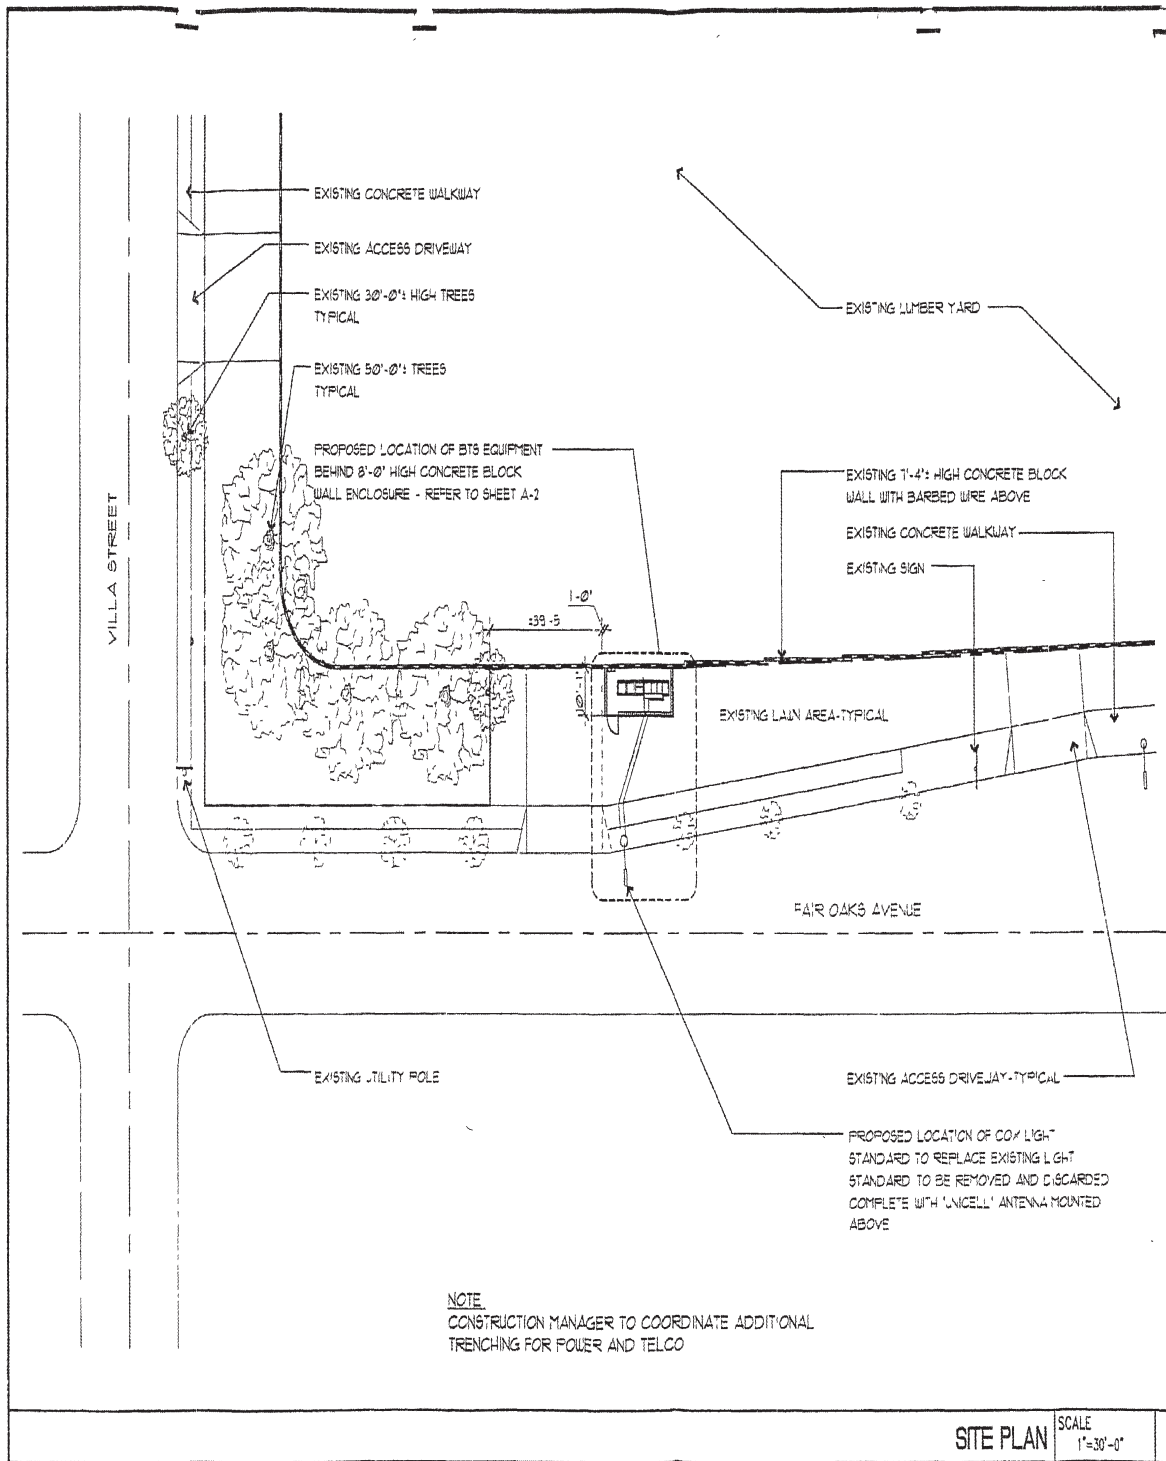 EXISTING CONCRETE WALKWAY
EXISTING ACCESS DRIVEWAY
EXISTING 30'-0"± HIGH TREES
TYPICAL
EXISTING 50'-0"± TREES
TYPICAL
PROPOSED LOCATION OF BTS EQUIPMENT
BEHIND 8'-0" HIGH CONCRETE BLOCK
WALL ENCLOSURE - REFER TO SHEET A-2
EXISTING LUMBER YARD
EXISTING 7'-4"± HIGH CONCRETE BLOCK
WALL WITH BARBED WIRE ABOVE
EXISTING CONCRETE WALKWAY
EXISTING SIGN
VILLA STREET
1-0'
±39-5
10'-1"
EXISTING LAWN AREA-TYPICAL
FAIR OAKS AVENUE
EXISTING UTILITY POLE
EXISTING ACCESS DRIVEWAY-TYPICAL
PROPOSED LOCATION OF COX LIGHT
STANDARD TO REPLACE EXISTING LIGHT
STANDARD TO BE REMOVED AND DISCARDED
COMPLETE WITH 'UNICELL' ANTENNA MOUNTED
ABOVE
NOTE
CONSTRUCTION MANAGER TO COORDINATE ADDITIONAL
TRENCHING FOR POWER AND TELCO
SITE PLAN
SCALE
1"=30'-0"